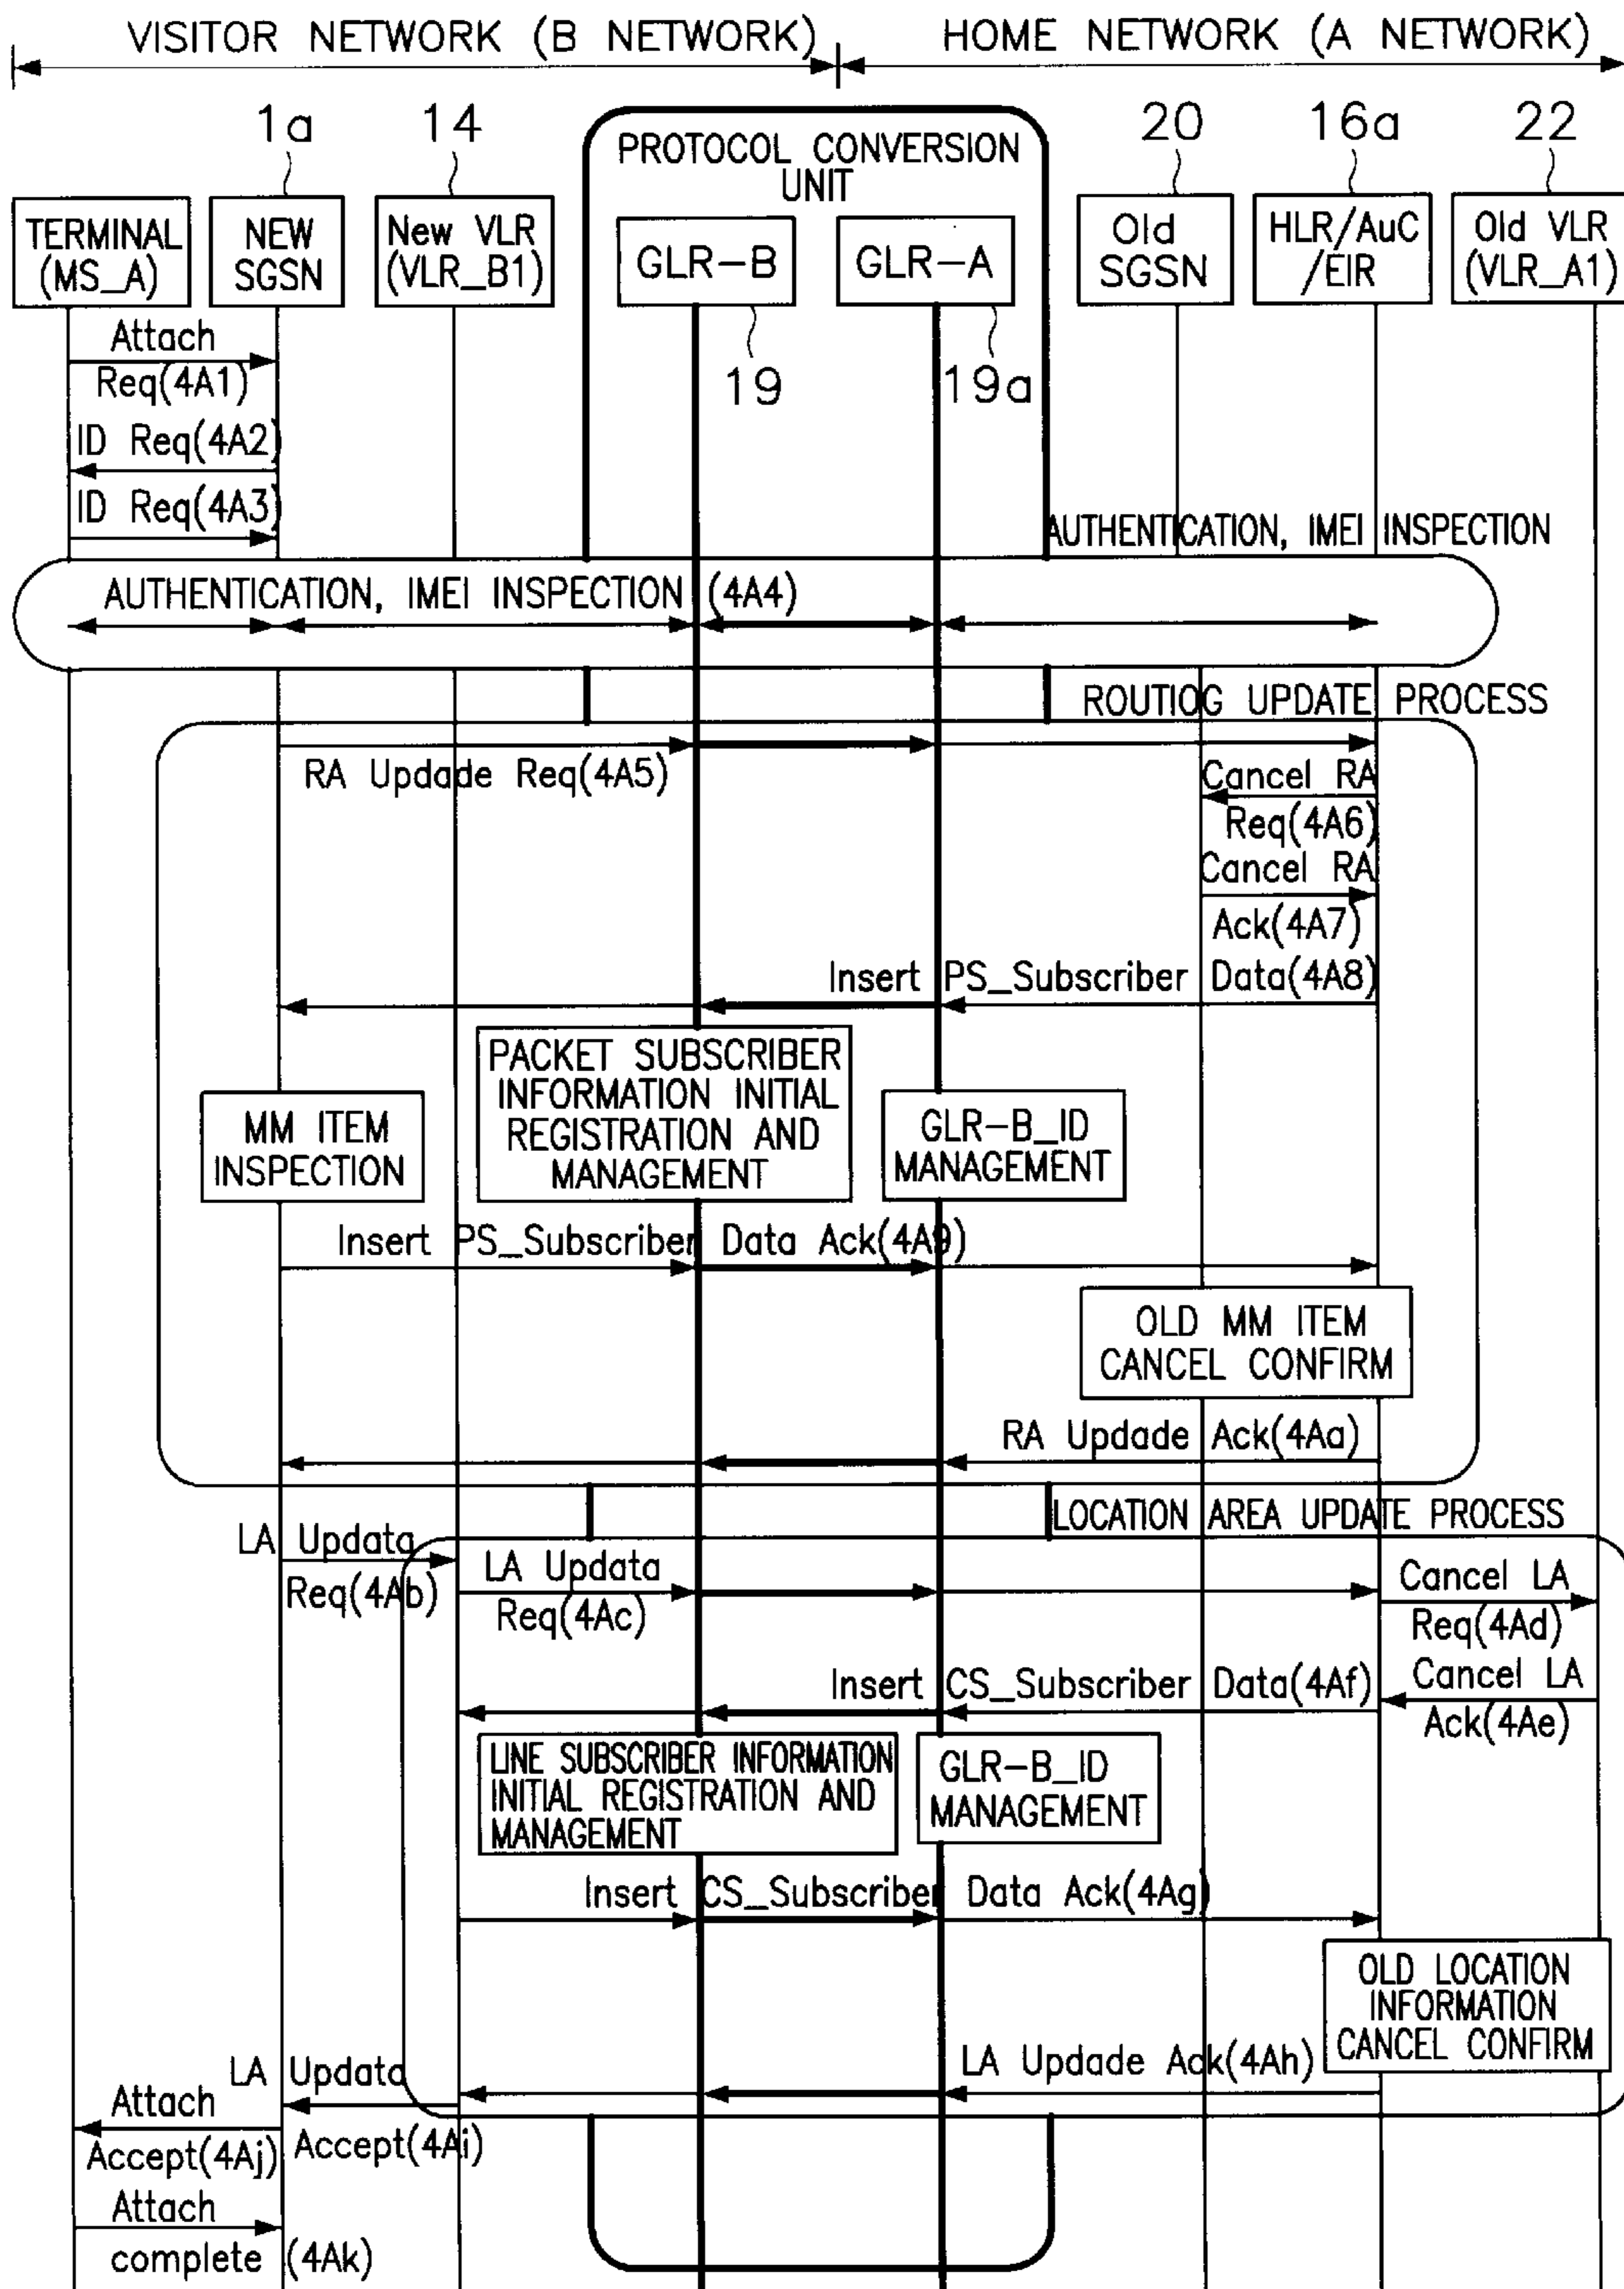 VISITOR NETWORK (B NETWORK)
HOME NETWORK (A NETWORK)
1a
14
20
16a
22
PROTOCOL CONVERSION
UNIT
TERMINAL
(MS_A)
NEW
SGSN
New VLR
(VLR_B1)
GLR-B
GLR-A
Old
SGSN
HLR/AuC
/EIR
Old VLR
(VLR_A1)
19
19a
Attach
Req(4A1)
ID Req(4A2)
ID Req(4A3)
AUTHENTICATION, IMEI INSPECTION
AUTHENTICATION, IMEI INSPECTION (4A4)
ROUTIOG UPDATE PROCESS
RA Updade Req(4A5)
Cancel RA
Req(4A6)
Cancel RA
Ack(4A7)
Insert PS_Subscriber Data(4A8)
PACKET SUBSCRIBER
INFORMATION INITIAL
REGISTRATION AND
MANAGEMENT
MM ITEM
INSPECTION
GLR-B_ID
MANAGEMENT
Insert PS_Subscriber Data Ack(4A9)
OLD MM ITEM
CANCEL CONFIRM
RA Updade Ack(4Aa)
LOCATION AREA UPDATE PROCESS
LA Updata
Req(4Ab)
LA Updata
Req(4Ac)
Cancel LA
Req(4Ad)
Insert CS_Subscriber Data(4Af)
Cancel LA
Ack(4Ae)
LINE SUBSCRIBER INFORMATION
INITIAL REGISTRATION AND
MANAGEMENT
GLR-B_ID
MANAGEMENT
Insert CS_Subscriber Data Ack(4Ag)
OLD LOCATION
INFORMATION
CANCEL CONFIRM
LA Updade Ack(4Ah)
LA Updata
Accept(4Ai)
Attach
Accept(4Aj)
Attach
complete (4Ak)